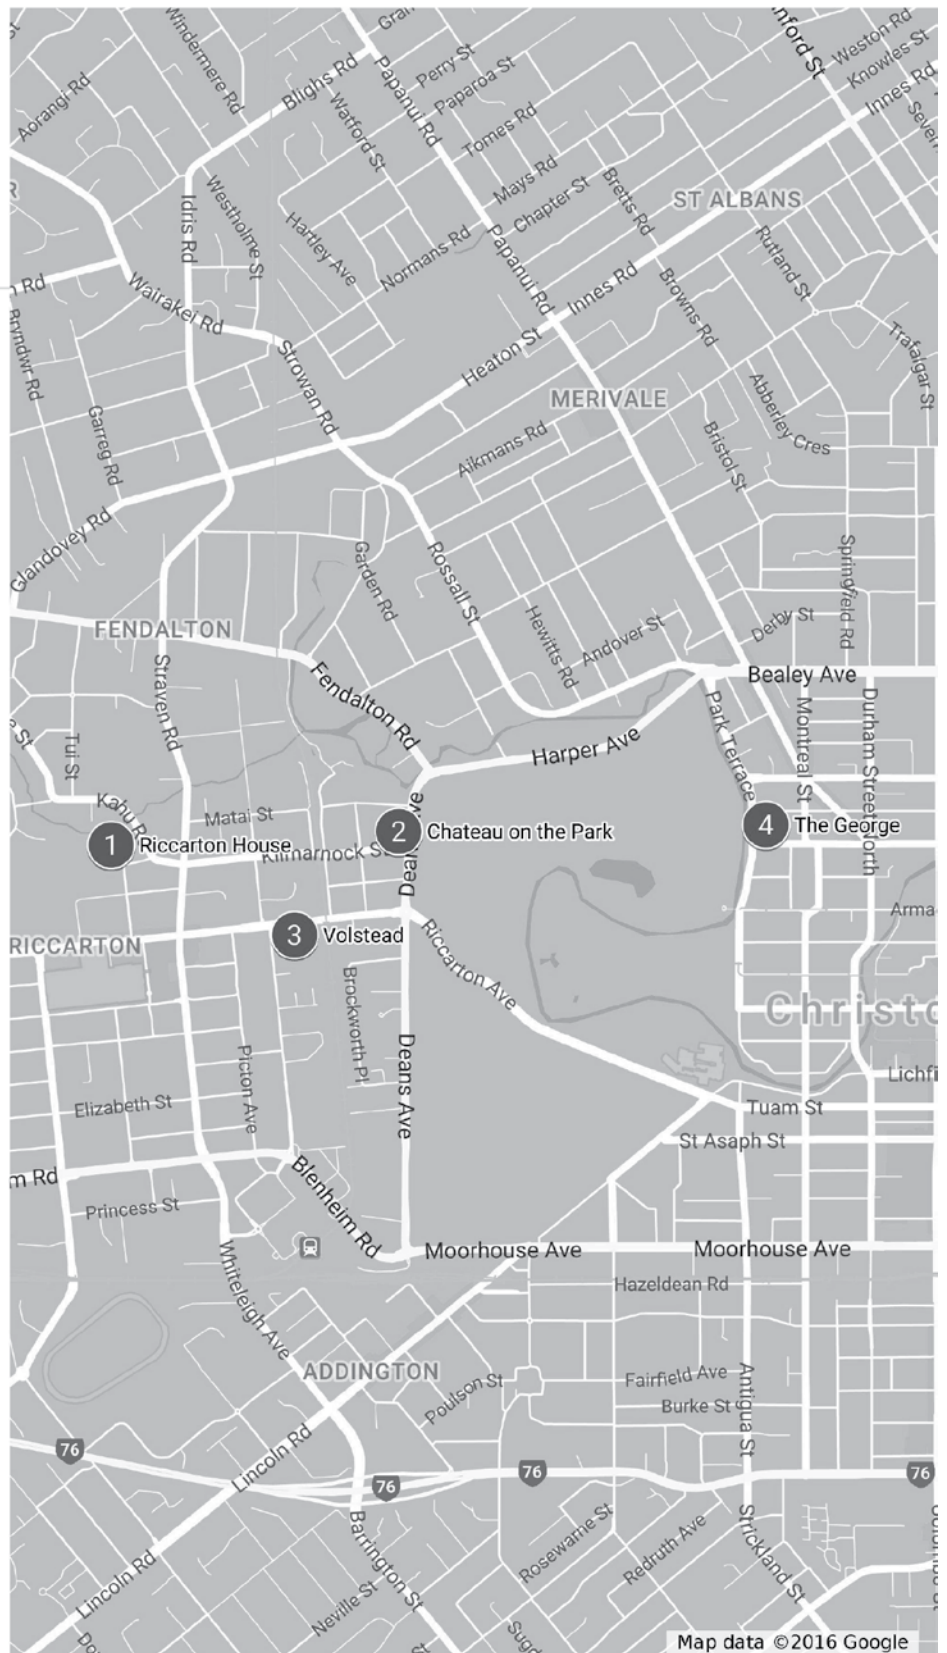 Windermere Rd
Aorangi Rd
Blighs Rd
Papanui Rd
Perry St
Paparoa St
Watford St
Tomes Rd
Weston Rd
Knowles St
Innes Rd
Mays Rd
Chapter St
Bretts Rd
ST ALBANS
Idris Rd
Westholme St
Hartley Ave
Normans Rd
Papanui Rd
Innes Rd
Rutland St
Browns Rd
Wairakei Rd
Bryndwr Rd
Strowan Rd
Heaton St
Trafalgar St
MERIVALE
Abberley Cres
Garreg Rd
Aikmans Rd
Bristol St
Glandovey Rd
Garden Rd
Rossall St
Springfield Rd
Hewitts Rd
Andover St
Derby St
FENDALTON
Straven Rd
Fendalton Rd
Bealey Ave
Park Terrace
Montreal St
Durham Street North
Harper Ave
Tui St
Kahu R
Matai St
1 Riccarton House
Kilmarnock St
2 Chateau on the Park
4 The George
RICCARTON
3 Volstead
Riccarton Ave
Brockworth Pl
Deans Ave
Picton Ave
Elizabeth St
Tuam St
St Asaph St
m Rd
Princess St
Blenheim Rd
Moorhouse Ave
Moorhouse Ave
Whiteleigh Ave
Hazeldean Rd
ADDINGTON
Poulson St
Fairfield Ave
Burke St
Antigua St
76
76
76
76
Lincoln Rd
Barrington St
Lincoln Rd
Neville St
Rosewarne St
Redruth Ave
Strickland St
Map data ©2016 Google